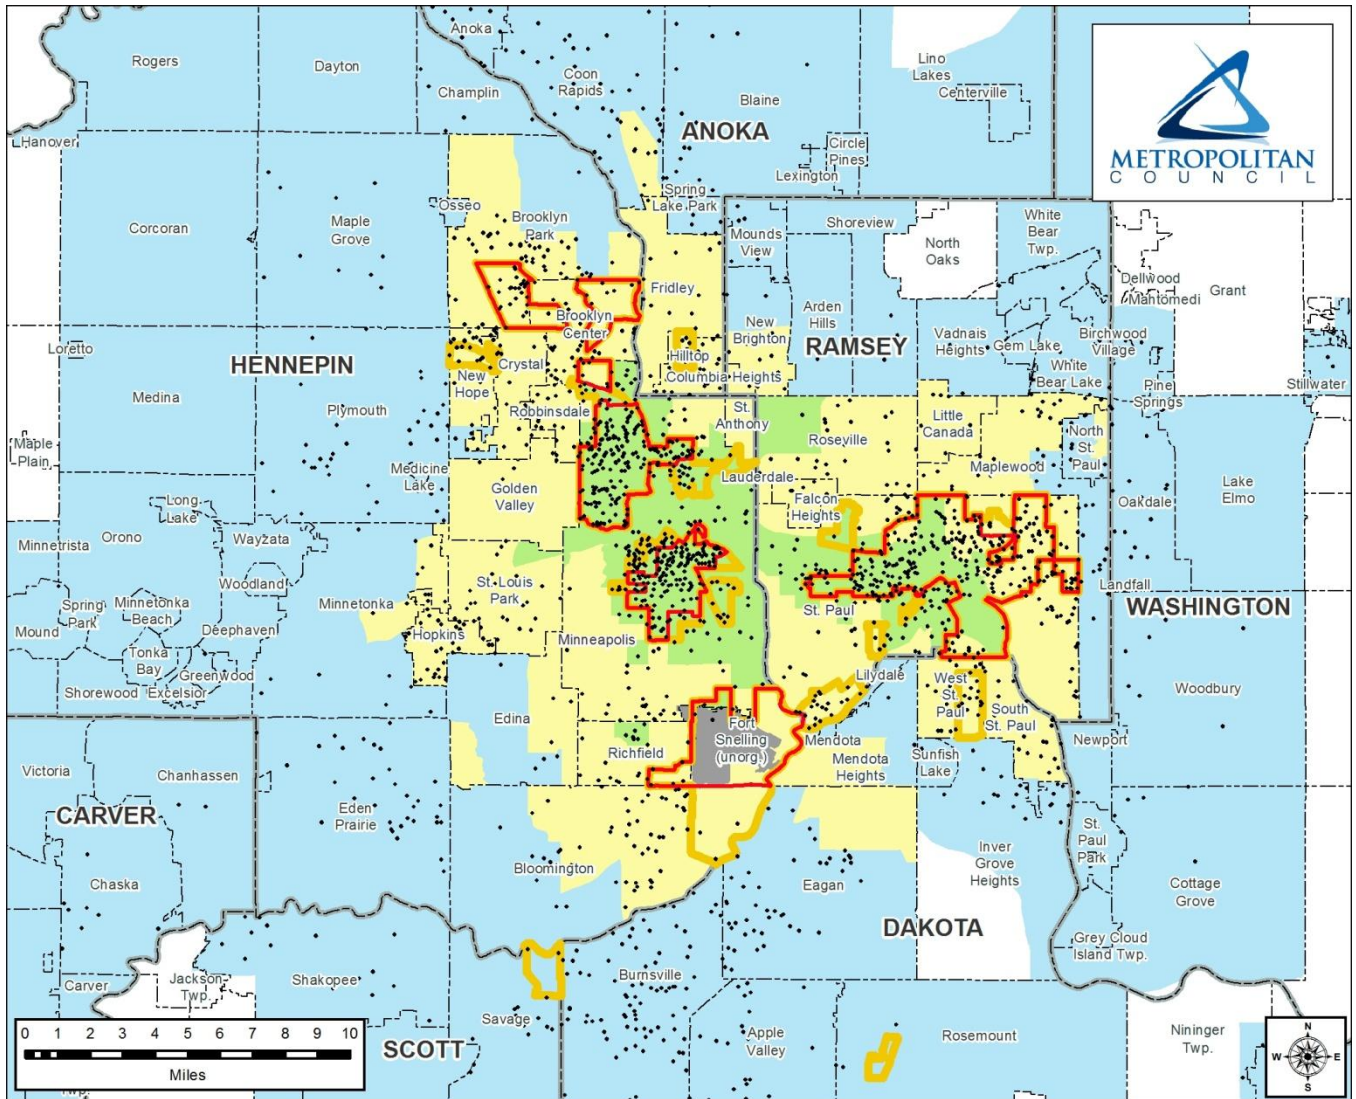 Anoka
Rogers
Dayton
Coon
Rapids
Champlin
Lino
Lakes
Centerville
Blaine
ANOKA
METROPOLITAN
COUNCIL
Hanover
Circle
Pines
Lexington
Osseo
Spring
Lake Park
Corcoran
Maple
Grove
Brooklyn
Park
Mounds
View
Shoreview
White
Bear
Twp.
North
Oaks
Dellwood
Mahtomedi
Grant
Fridley
Brooklyn
Center
Arden
Hills
New
Brighton
RAMSEY
Vadnais
Heights
Gem Lake
Birchwood
Village
White
Bear Lake
Loretto
HENNEPIN
Crystal
New
Hope
Hilltop
Columbia Heights
Pine
Springs
Stillwater
Medina
Plymouth
Robbinsdale
St.
Anthony
Roseville
Little
Canada
North
St.
Paul
Maplewood
Maple
Plain
Medicine
Lake
Golden
Valley
Lauderdale
Falcon
Heights
Oakdale
Lake
Elmo
Long
Lake
Minnetrista
Orono
Wayzata
Woodland
St. Louis
Park
Landfall
WASHINGTON
Spring
Park
Minnetonka
Beach
Minnetonka
Mound
Deephaven
Hopkins
Minneapolis
St. Paul
Tonka
Bay
Greenwood
Shorewood
Excelsior
Lilydale
West
St.
Paul
South
St. Paul
Woodbury
Edina
Richfield
Fort
Snelling
(unorg.)
Mendota
Mendota
Heights
Sunfish
Lake
Newport
Victoria
Chanhassen
CARVER
Eden
Prairie
St.
Paul
Park
Inver
Grove
Heights
Bloomington
Eagan
Chaska
Cottage
Grove
DAKOTA
Grey Cloud
Island Twp.
Carver
Jackson
Twp.
Shakopee
Burnsville
Savage
Apple
Valley
Rosemount
Nininger
Twp.
SCOTT
0 1 2 3 4 5 6 7 8 9 10
Miles
Twp.
N
W E
S